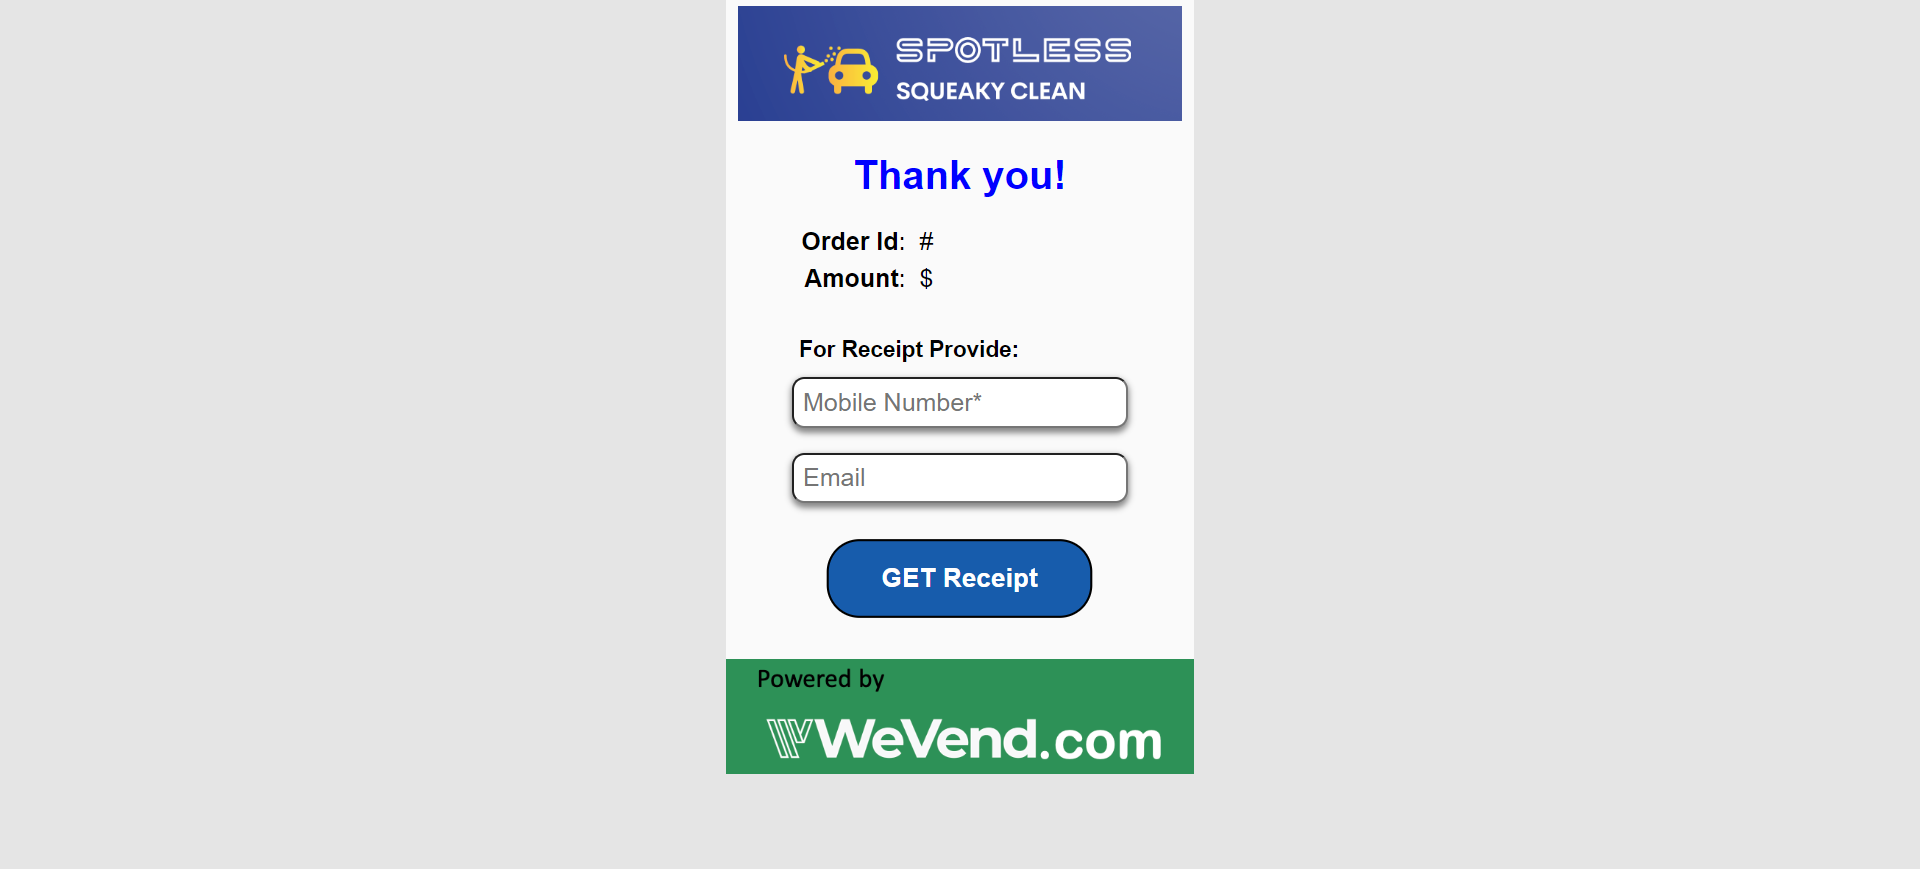 SPOTLESS
SQUEAKY CLEAN
Thank you!
Order Id: #
Amount: $
For Receipt Provide:
Mobile Number*
Email
GET Receipt
Powered by
WeVend.com